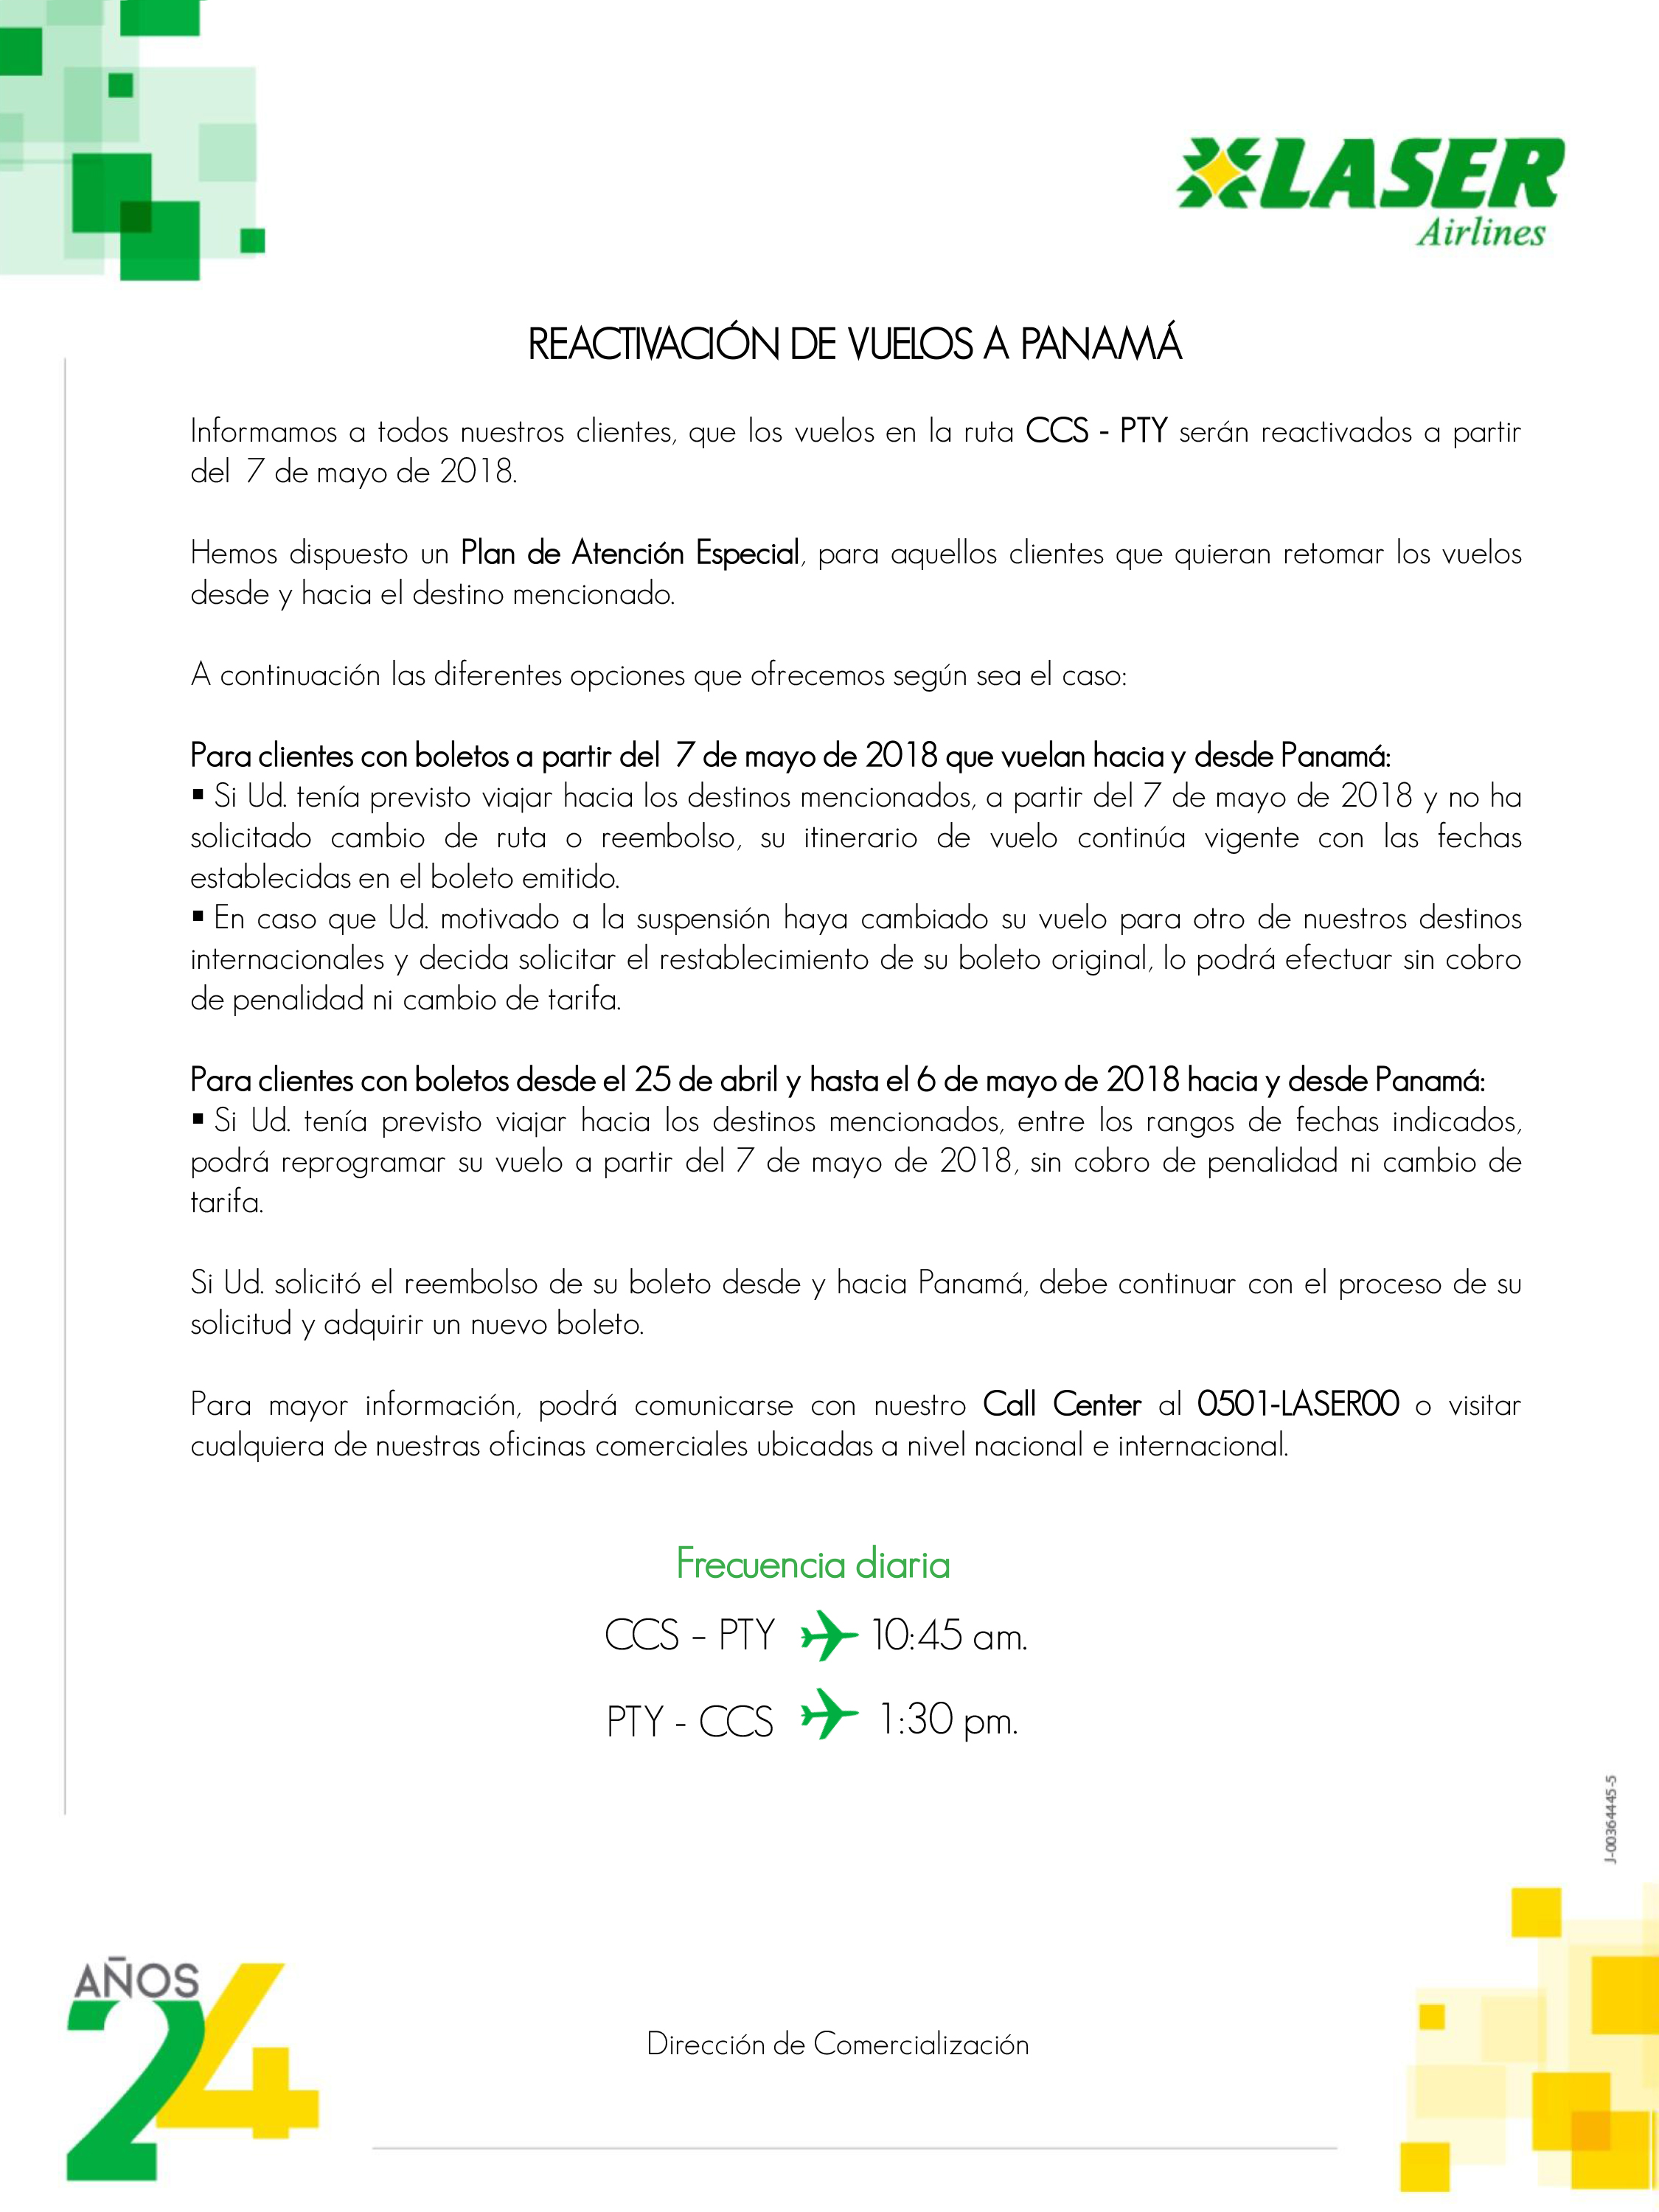 LASER
Airlines
REACTIVACIÓN DE VUELOS A PANAMÁ
Informamos a todos nuestros clientes, que los vuelos en la ruta CCS - PTY serán reactivados a partir
del 7 de mayo de 2018.
Hemos dispuesto un Plan de Atención Especial, para aquellos clientes que quieran retomar los vuelos
desde y hacia el destino mencionado.
A continuación las diferentes opciones que ofrecemos según sea el caso:
Para clientes con boletos a partir del 7 de mayo de 2018 que vuelan hacia y desde Panamá:
▪ Si Ud. tenía previsto viajar hacia los destinos mencionados, a partir del 7 de mayo de 2018 y no ha
solicitado cambio de ruta o reembolso, su itinerario de vuelo continúa vigente con las fechas
establecidas en el boleto emitido.
▪ En caso que Ud. motivado a la suspensión haya cambiado su vuelo para otro de nuestros destinos
internacionales y decida solicitar el restablecimiento de su boleto original, lo podrá efectuar sin cobro
de penalidad ni cambio de tarifa.
Para clientes con boletos desde el 25 de abril y hasta el 6 de mayo de 2018 hacia y desde Panamá:
▪ Si Ud. tenía previsto viajar hacia los destinos mencionados, entre los rangos de fechas indicados,
podrá reprogramar su vuelo a partir del 7 de mayo de 2018, sin cobro de penalidad ni cambio de
tarifa.
Si Ud. solicitó el reembolso de su boleto desde y hacia Panamá, debe continuar con el proceso de su
solicitud y adquirir un nuevo boleto.
Para mayor información, podrá comunicarse con nuestro Call Center al 0501-LASER00 o visitar
cualquiera de nuestras oficinas comerciales ubicadas a nivel nacional e internacional.
Frecuencia diaria
CCS – PTY 10:45 am.
PTY - CCS 1:30 pm.
J-00364445-5
AÑOS
24
Dirección de Comercialización